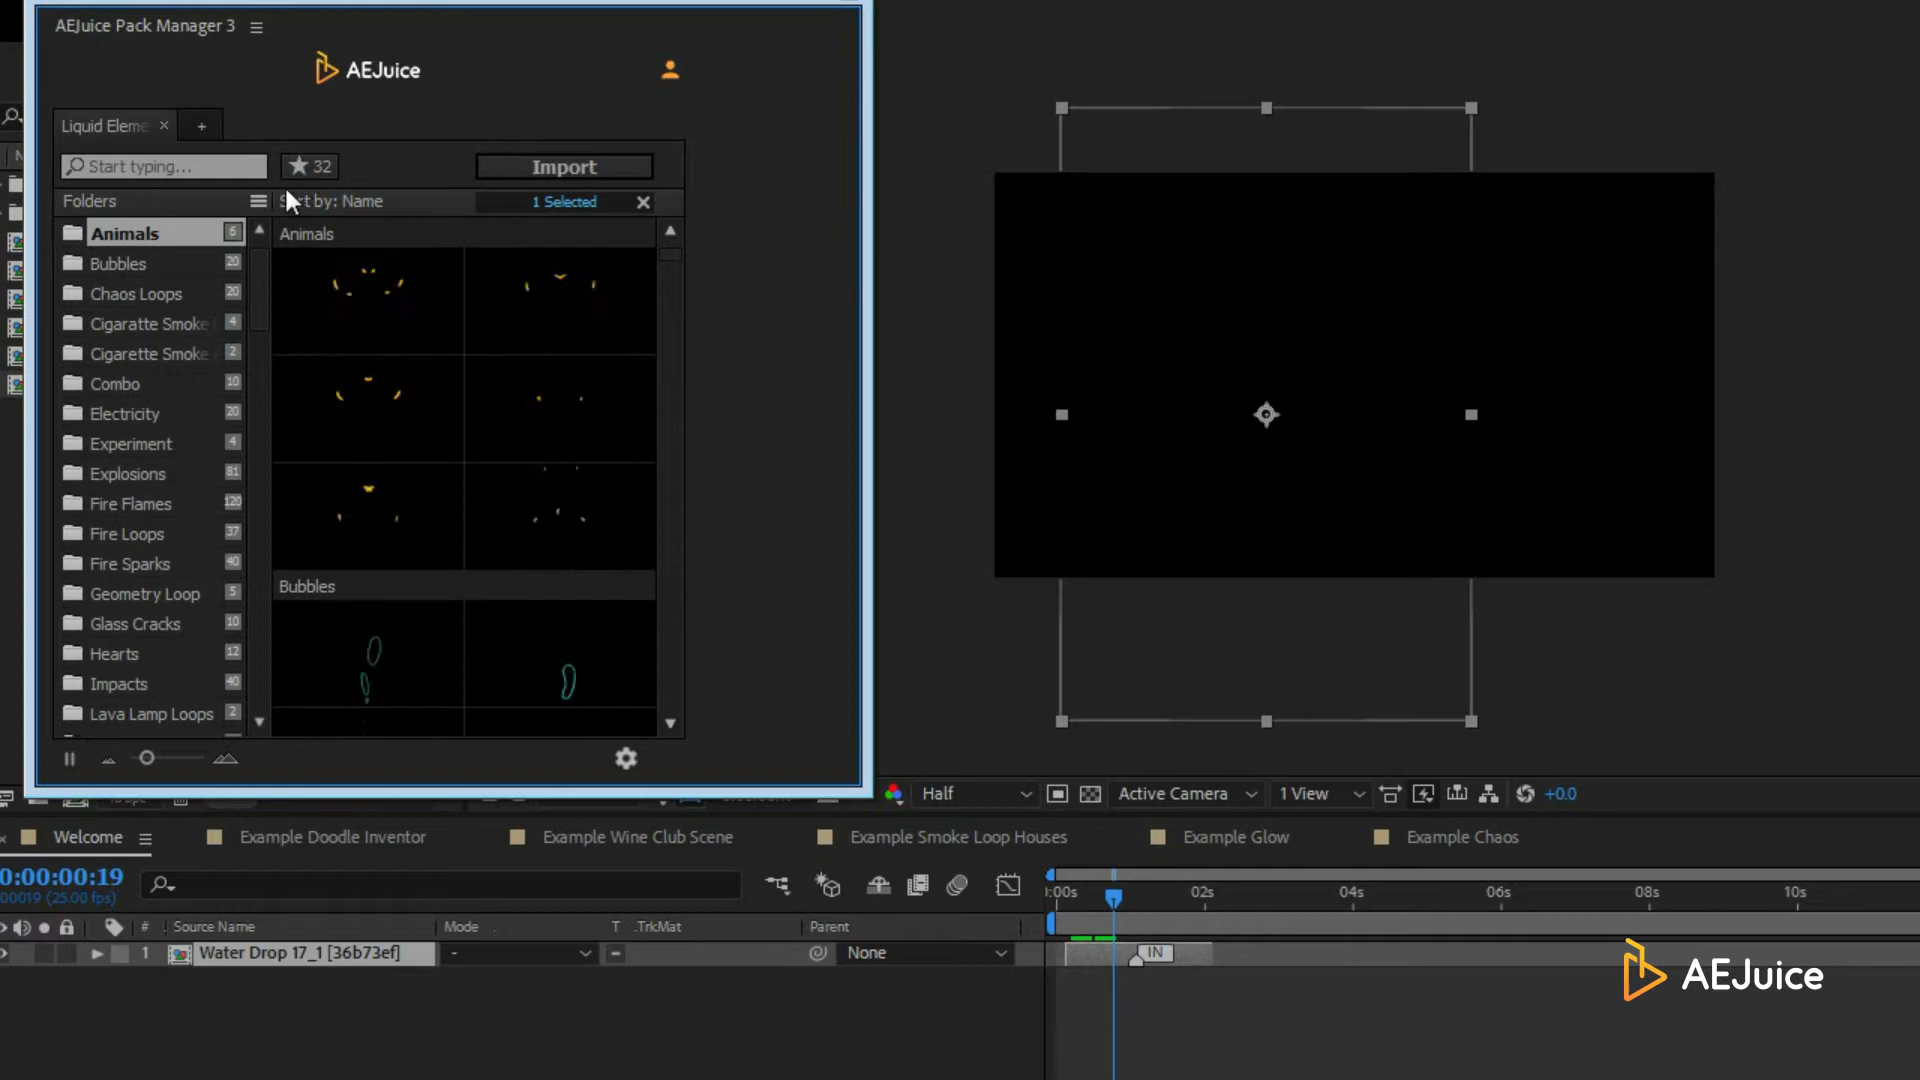 AEJuice Pack Manager 3
AEJuice
Liquid Eleme
Start typing...
32
Import
Folders
Sort by: Name
1 Selected
Animals 6
Bubbles 20
Chaos Loops 20
Cigaratte Smoke 4
Cigarette Smoke 2
Combo 10
Electricity 20
Experiment 4
Explosions 81
Fire Flames 120
Fire Loops 37
Fire Sparks 40
Geometry Loop 5
Glass Cracks 10
Hearts 12
Impacts 40
Lava Lamp Loops 2
Animals
Bubbles
Half
Active Camera
1 View
+0.0
Welcome
Example Doodle Inventor
Example Wine Club Scene
Example Smoke Loop Houses
Example Glow
Example Chaos
0:00:00:19
00019 (25.00 fps)
:00s
02s
04s
06s
08s
10s
# Source Name
Mode
T .TrkMat
Parent
1 Water Drop 17_1 [36b73ef]
-
None
IN
AEJuice